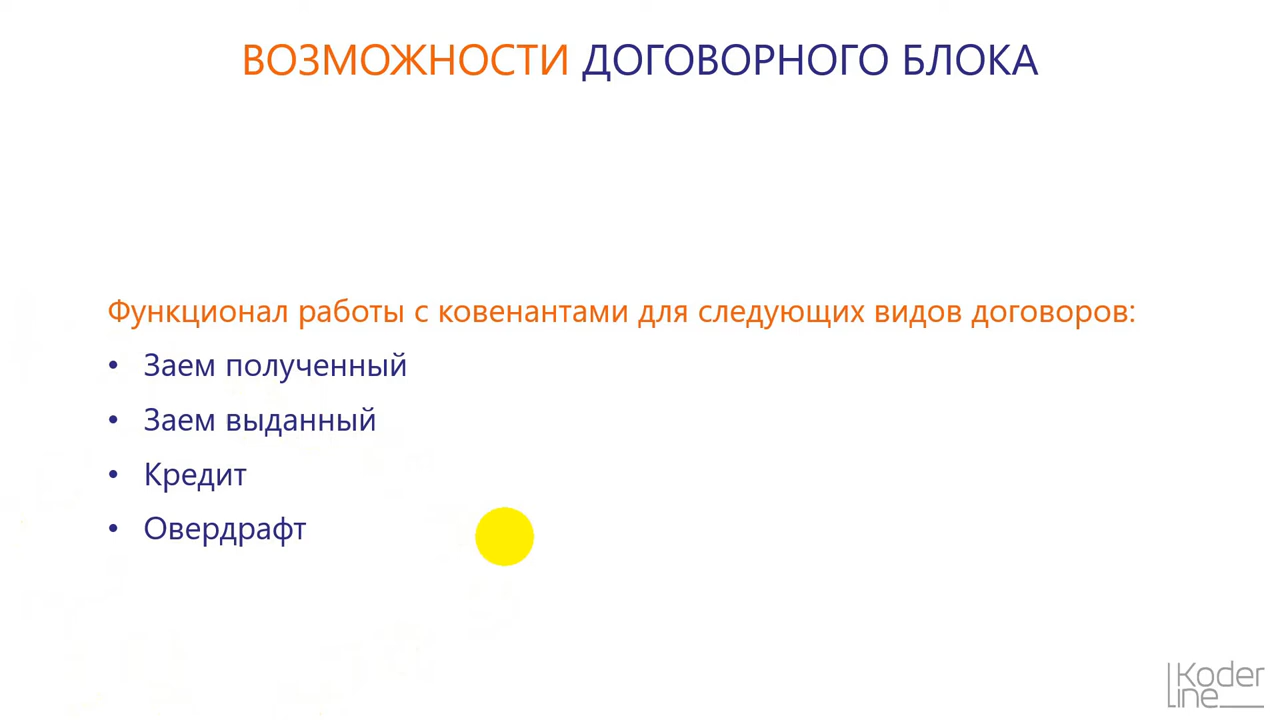 ВОЗМОЖНОСТИ ДОГОВОРНОГО БЛОКА
Функционал работы с ковенантами для следующих видов договоров:
• Заем полученный
• Заем выданный
• Кредит
• Овердрафт
Koder
line